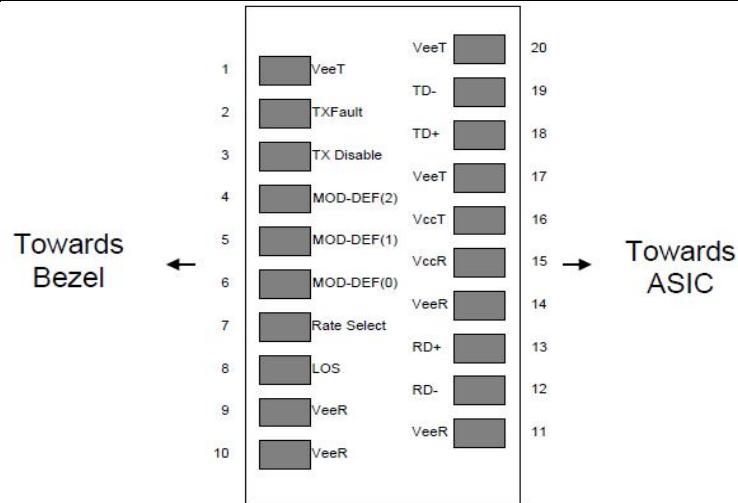 VeeT 20
1 VeeT
TD- 19
2 TXFault
TD+ 18
3 TX Disable
VeeT 17
4 MOD-DEF(2)
VccT 16
5 MOD-DEF(1)
Towards
Bezel
VccR 15
Towards
ASIC
6 MOD-DEF(0)
VeeR 14
7 Rate Select
RD+ 13
8 LOS
RD- 12
9 VeeR
VeeR 11
10 VeeR